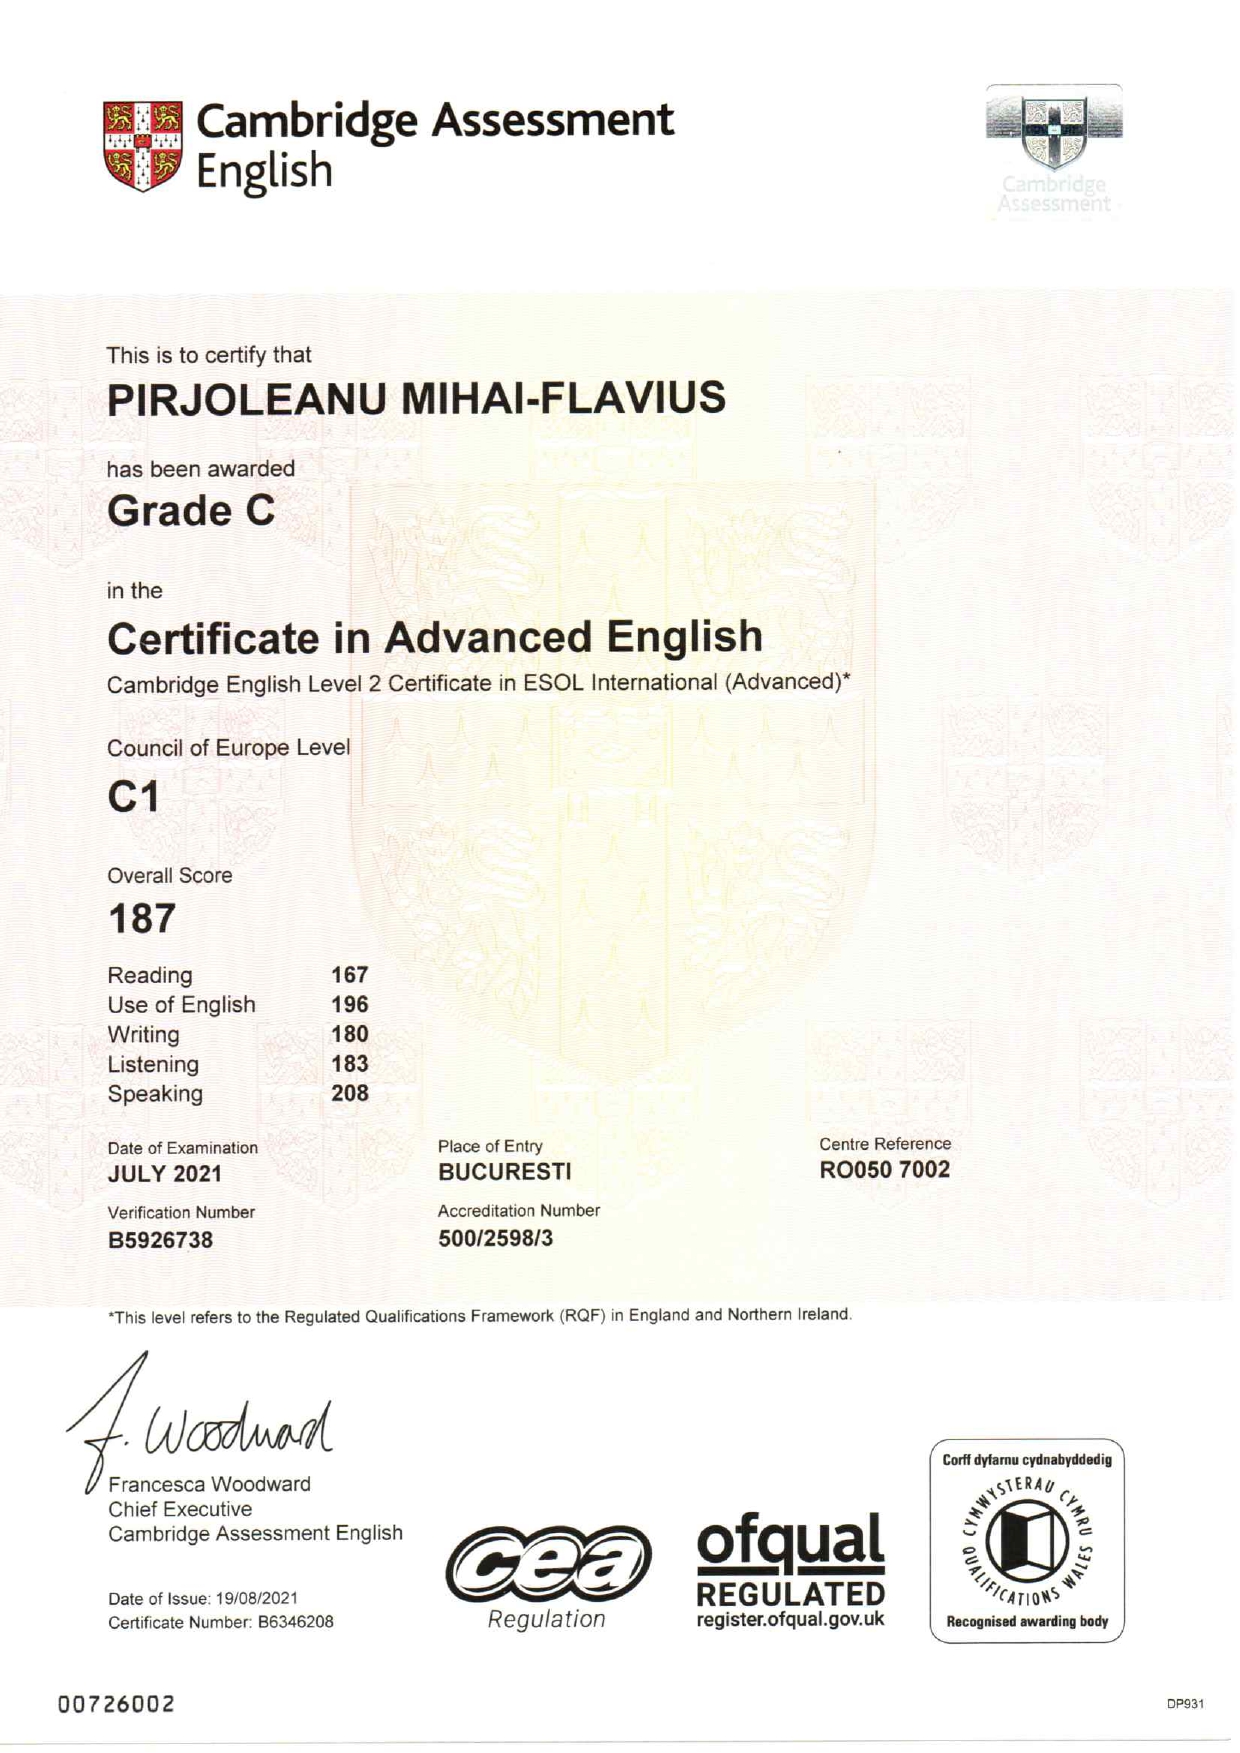 Cambridge Assessment
English
Cambridge
Assessment
This is to certify that
PIRJOLEANU MIHAI-FLAVIUS
has been awarded
Grade C
in the
Certificate in Advanced English
Cambridge English Level 2 Certificate in ESOL International (Advanced)*
Council of Europe Level
C1
Overall Score
187
Reading 167
Use of English 196
Writing 180
Listening 183
Speaking 208
Date of Examination Place of Entry Centre Reference
JULY 2021 BUCURESTI RO050 7002
Verification Number Accreditation Number
B5926738 500/2598/3
*This level refers to the Regulated Qualifications Framework (RQF) in England and Northern Ireland.
F. Woodward
Francesca Woodward
Chief Executive
Cambridge Assessment English
Date of Issue: 19/08/2021
Certificate Number: B6346208
cea
Regulation
ofqual
REGULATED
register.ofqual.gov.uk
Corff dyfarnu cydnabyddedig
CYMWYSTERAU CYMRU
QUALIFICATIONS WALES
Recognised awarding body
00726002
DP931